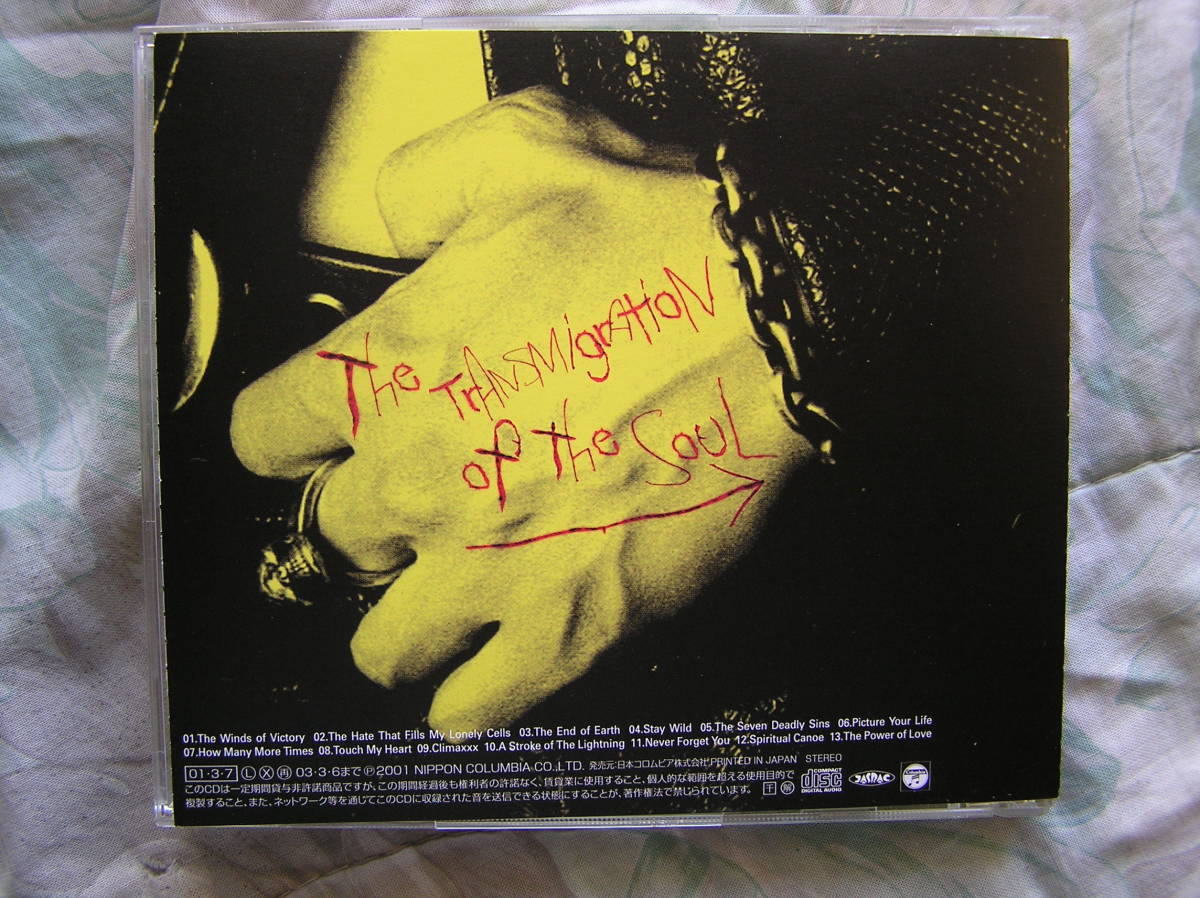 The TrANSMigrATioN
of The SouL
01.The Winds of Victory 02.The Hate That Fills My Lonely Cells 03.The End of Earth 04.Stay Wild 05.The Seven Deadly Sins 06.Picture Your Life
07.How Many More Times 08.Touch My Heart 09.Climaxxx 10.A Stroke of The Lightning 11.Never Forget You 12.Spiritual Canoe 13.The Power of Love
01・3・7 L X 再 03・3・6まで ℗2001 NIPPON COLUMBIA CO.,LTD. 発売元:日本コロムビア株式会社 PRINTED IN JAPAN STEREO
このCDは一定期間貸与非許諾商品ですが、この期間経過後も権利者の許諾なく、賃貸業に使用すること、個人的な範囲を超える使用目的で
複製すること、また、ネットワーク等を通じてこのCDに収録された音を送信できる状態にすることが、著作権法で禁じられています。
COMPACT
disc
DIGITAL AUDIO
JASRAC